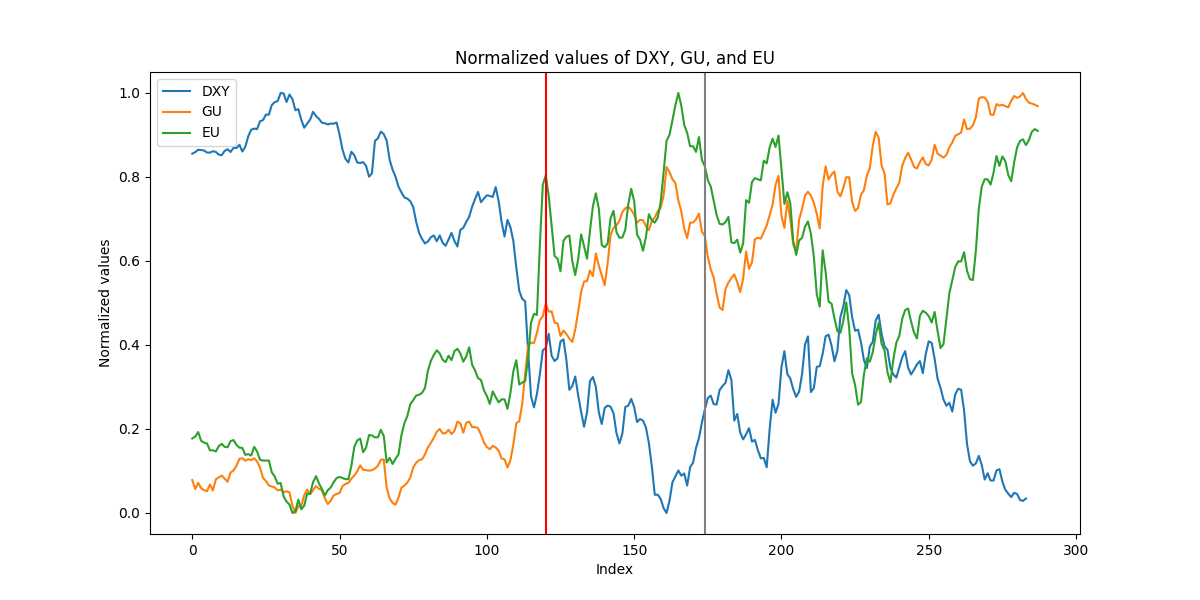 Normalized values of DXY, GU, and EU
DXY
GU
EU
Normalized values
1.0
0.8
0.6
0.4
0.2
0.0
0 50 100 150 200 250 300
Index